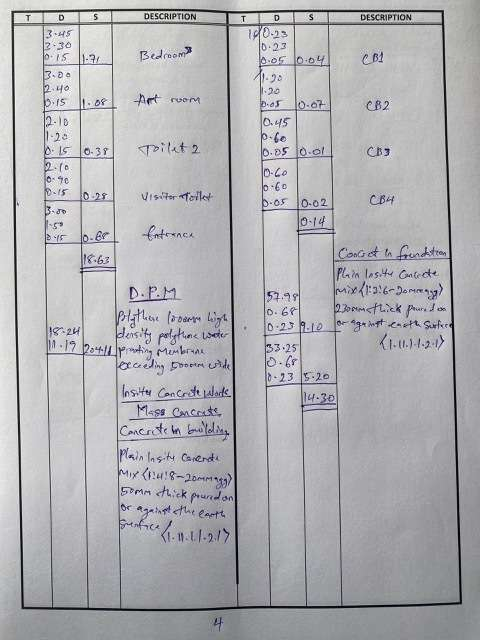 T D S DESCRIPTION
3.45
3.30
0.15 1.71 Bedroom 3
3.00
2.40
0.15 1.08 Art room
2.10
1.20
0.15 0.38 Toilet 2
2.10
0.90
0.15 0.28 Visitor toilet
3.00
1.50
0.15 0.68 Entrance
18.63
D.P.M
Polythene 1000mm high
density polythene water
18.24 proofing membrane
11.19 204.11 exceeding 500mm wide
Insitu Concrete Work
Mass Concrete
Concrete in building
Plain Insitu Concrete
Mix (1:4:8-20mm agg)
50mm thick poured on
or against the earth
Surface (1.11.1.1.2.1)
T D S DESCRIPTION
0.23
0.23
0.05 0.04 CB1
1.20
1.20
0.05 0.07 CB2
0.45
0.60
0.05 0.01 CB3
0.60
0.60
0.05 0.02 CB4
0.14
Concret in foundation
Plain Insitu Concrete
57.98 mix (1:2:6-20mm agg)
0.68 230mm thick poured on
0.23 9.10 or against earth surface
33.25 (1.11.1.1.2.1)
0.68
0.23 5.20
14.30
4